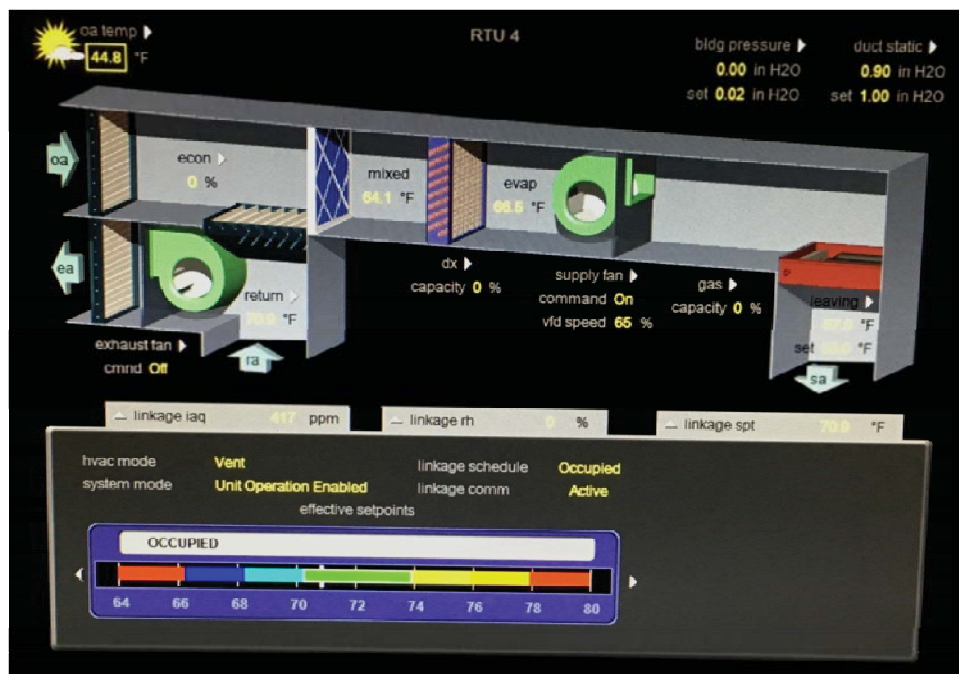 oa temp
44.8 °F
RTU 4
bldg pressure
0.00 in H2O
set 0.02 in H2O
duct static
0.90 in H2O
set 1.00 in H2O
oa
econ
0 %
mixed
64.1 °F
evap
66.5 °F
ea
dx
capacity 0 %
supply fan
command On
vfd speed 65 %
gas
capacity 0 %
return
70.9 °F
leaving
°F
set °F
exhaust fan
cmnd Off
ra
sa
linkage iaq 417 ppm
linkage rh 0 %
linkage spt 70.9 °F
hvac mode Vent
system mode Unit Operation Enabled
linkage schedule Occupied
linkage comm Active
effective setpoints
OCCUPIED
64 66 68 70 72 74 76 78 80